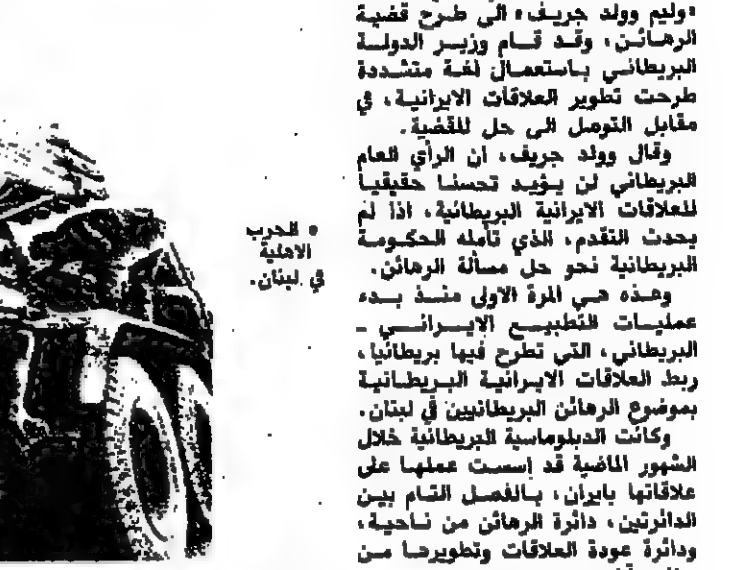 «وليم وولد جريف» الى طرح قضية
الرهائن، وقد قام وزير الدولة
البريطاني باستعمال لغة متشددة
طرحت تطوير العلاقات الايرانية، في
مقابل التوصل الى حل للقضية.
وقال وولد جريف، ان الرأي العام
البريطاني لن يؤيد تحسنا حقيقيا
للعلاقات الايرانية البريطانية، اذا لم
يحدث التقدم، الذي تأمله الحكومة
البريطانية نحو حل مسألة الرهائن.
وهذه هي المرة الاولى منذ بدء
عمليات التطبيع الايراني -
البريطاني، التي تطرح فيها بريطانيا،
ربط العلاقات الايرانية البريطانية
بموضوع الرهائن البريطانيين في لبنان.
وكانت الدبلوماسية البريطانية خلال
الشهور الماضية قد اسست عملها على
علاقاتها بايران، بالفصل التام بين
الدائرتين، دائرة الرهائن من ناحية،
ودائرة عودة العلاقات وتطويرها من
● الحرب
الاهلية
في لبنان.